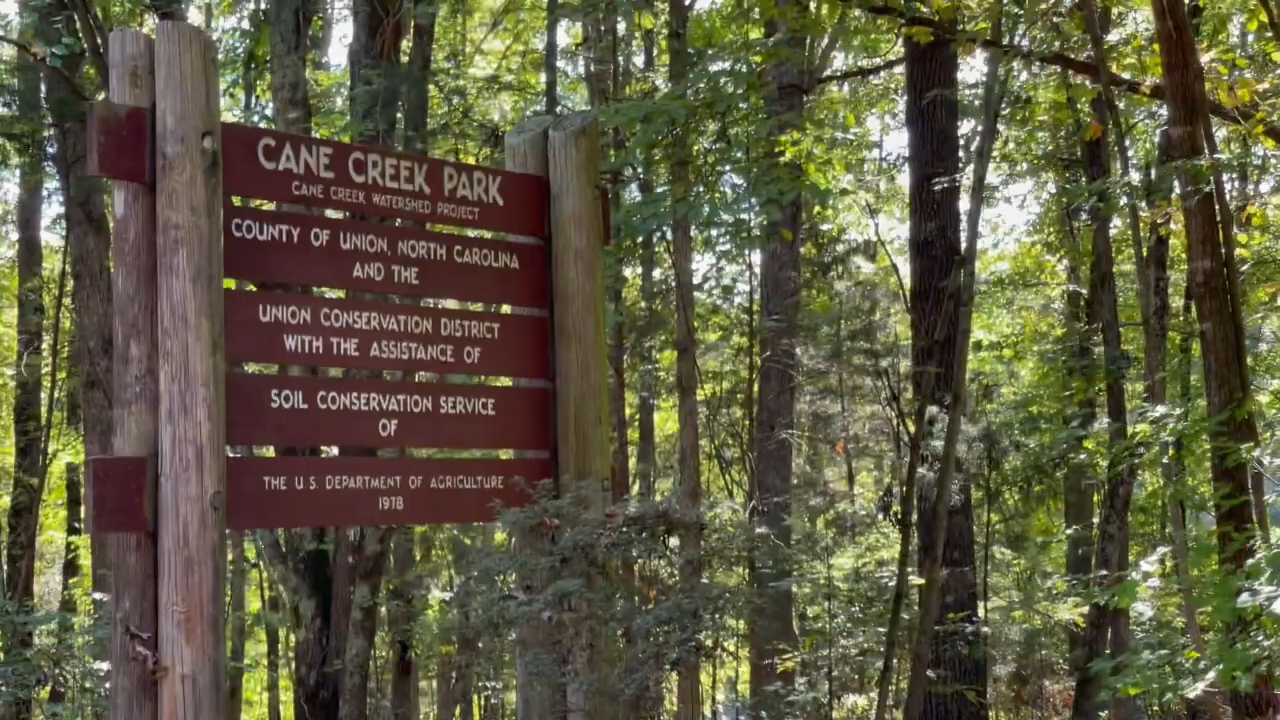 CANE CREEK PARK
CANE CREEK WATERSHED PROJECT
COUNTY OF UNION, NORTH CAROLINA
AND THE
UNION CONSERVATION DISTRICT
WITH THE ASSISTANCE OF
SOIL CONSERVATION SERVICE
OF
THE U.S. DEPARTMENT OF AGRICULTURE
1978